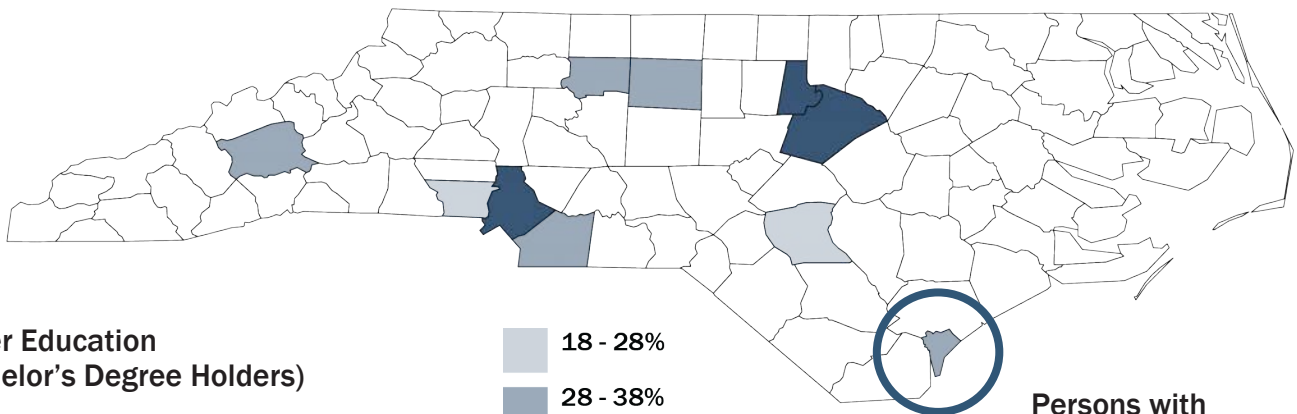 er Education
elor's Degree Holders)
18 - 28%
28 - 38%
Persons with